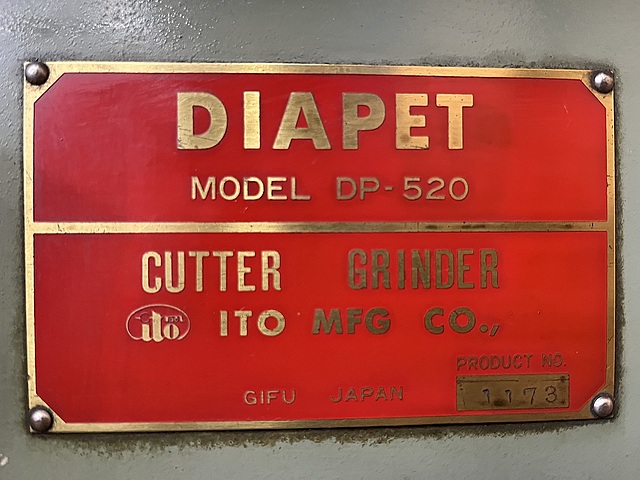 DIAPET
MODEL DP-520
CUTTER GRINDER
ito ITO MFG CO.,
PRODUCT NO.
GIFU JAPAN 1173